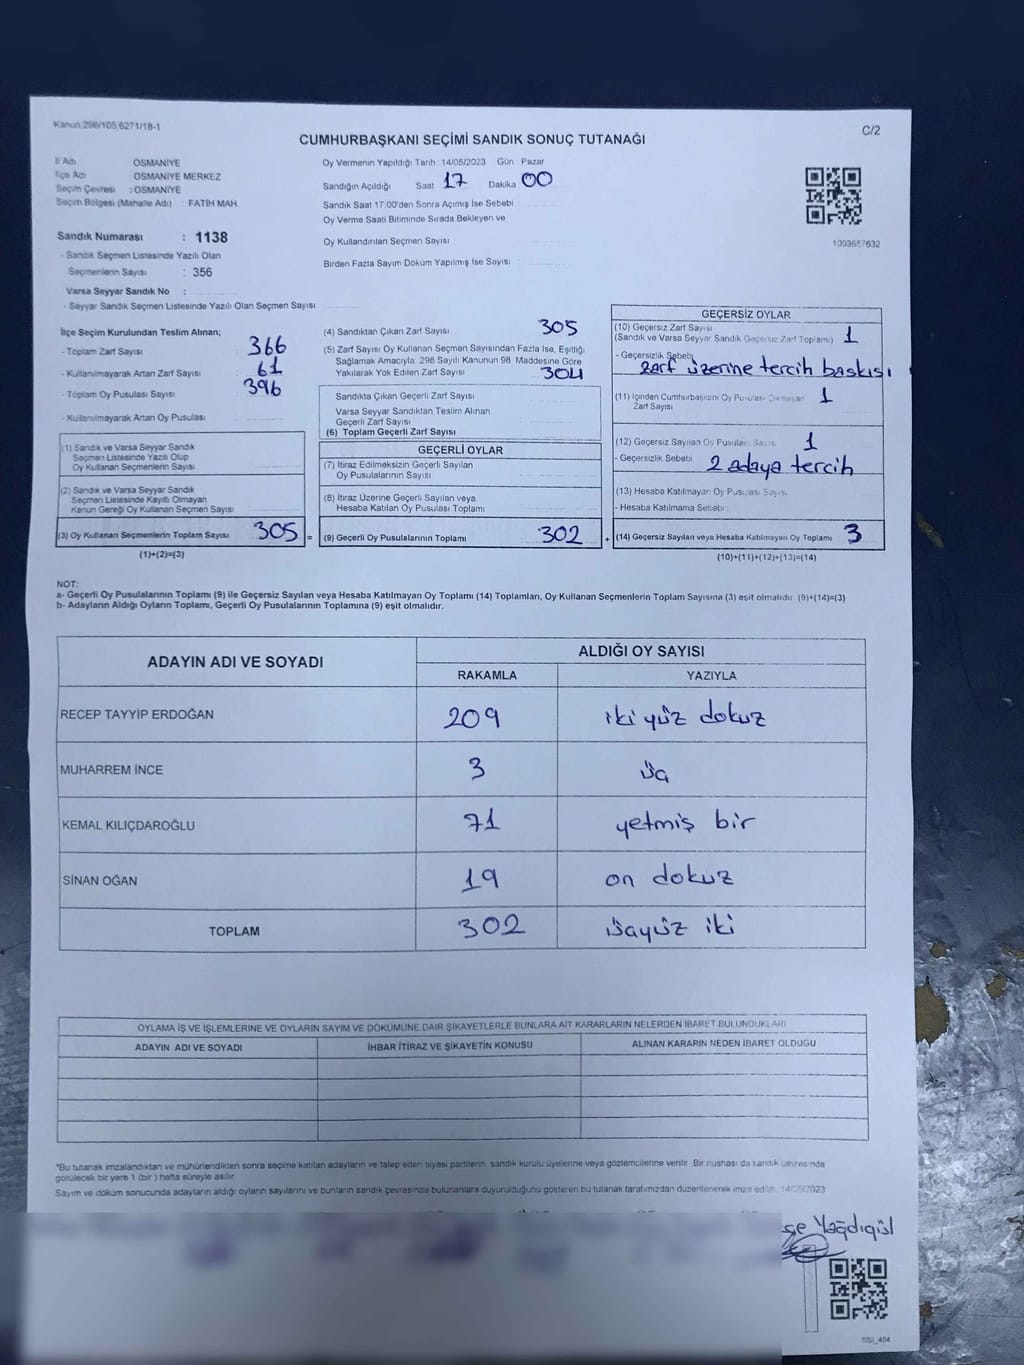 Kanun 298/105,6271/18-1
C/2
CUMHURBAŞKANI SEÇİMİ SANDIK SONUÇ TUTANAĞI
İl Adı : OSMANİYE
İlçe Adı : OSMANİYE MERKEZ
Seçim Çevresi : OSMANİYE
Seçim Bölgesi (Mahalle Adı) : FATİH MAH.
Sandık Numarası : 1138
- Sandık Seçmen Listesinde Yazılı Olan
Seçmenlerin Sayısı : 356
Varsa Seyyar Sandık No :
- Seyyar Sandık Seçmen Listesinde Yazılı Olan Seçmen Sayısı
Oy Vermenin Yapıldığı Tarih 14/05/2023 Gün Pazar
Sandığın Açıldığı Saat 17 Dakika 00
Sandık Saat 17:00'den Sonra Açılmış İse Sebebi
Oy Verme Saati Bitiminde Sırada Bekleyen ve
Oy Kullandırılan Seçmen Sayısı
Birden Fazla Sayım Döküm Yapılmış İse Sayısı
1093657632
İlçe Seçim Kurulundan Teslim Alınan;
- Toplam Zarf Sayısı 366
- Kullanılmayarak Artan Zarf Sayısı 61
- Toplam Oy Pusulası Sayısı 396
- Kullanılmayarak Artan Oy Pusulası
(1) Sandık ve Varsa Seyyar Sandık
Seçmen Listesinde Yazılı Olup
Oy Kullanan Seçmenlerin Sayısı
(2) Sandık ve Varsa Seyyar Sandık
Seçmen Listesinde Kayıtlı Olmayan
Kanun Gereği Oy Kullanan Seçmen Sayısı
(3) Oy Kullanan Seçmenlerin Toplam Sayısı 305 =
(1)+(2)=(3)
(4) Sandıktan Çıkan Zarf Sayısı 305
(5) Zarf Sayısı Oy Kullanan Seçmen Sayısından Fazla İse, Eşitliği
Sağlamak Amacıyla; 298 Sayılı Kanunun 98. Maddesine Göre
Yakılarak Yok Edilen Zarf Sayısı 304
Sandıkta Çıkan Geçerli Zarf Sayısı
Varsa Seyyar Sandıktan Teslim Alınan
Geçerli Zarf Sayısı
(6) Toplam Geçerli Zarf Sayısı
GEÇERLİ OYLAR
(7) İtiraz Edilmeksizin Geçerli Sayılan
Oy Pusulalarının Sayısı
(8) İtiraz Üzerine Geçerli Sayılan veya
Hesaba Katılan Oy Pusulası Toplamı
(9) Geçerli Oy Pusulalarının Toplamı 302 +
GEÇERSİZ OYLAR
(10) Geçersiz Zarf Sayısı
(Sandık ve Varsa Seyyar Sandık Geçersiz Zarf Toplamı) 1
- Geçersizlik Sebebi
zarf üzerine tercih baskısı
(11) İçinden Cumhurbaşkanı Oy Pusulası Çıkmayan 1
Zarf Sayısı
(12) Geçersiz Sayılan Oy Pusulası Sayısı 1
- Geçersizlik Sebebi 2 adaya tercih
(13) Hesaba Katılmayan Oy Pusulası Sayısı
- Hesaba Katılmama Sebebi :
(14) Geçersiz Sayılan veya Hesaba Katılmayan Oy Toplamı 3
(10)+(11)+(12)+(13)=(14)
NOT:
a- Geçerli Oy Pusulalarının Toplamı (9) ile Geçersiz Sayılan veya Hesaba Katılmayan Oy Toplamı (14) Toplamları, Oy Kullanan Seçmenlerin Toplam Sayısına (3) eşit olmalıdır. (9)+(14)=(3)
b- Adayların Aldığı Oyların Toplamı, Geçerli Oy Pusulalarının Toplamına (9) eşit olmalıdır.
ADAYIN ADI VE SOYADI
ALDIĞI OY SAYISI
RAKAMLA YAZIYLA
RECEP TAYYİP ERDOĞAN 209 iki yüz dokuz
MUHARREM İNCE 3 üç
KEMAL KILIÇDAROĞLU 71 yetmiş bir
SİNAN OĞAN 19 on dokuz
TOPLAM 302 üçyüz iki
OYLAMA İŞ VE İŞLEMLERİNE VE OYLARIN SAYIM VE DÖKÜMÜNE DAİR ŞİKAYETLERLE BUNLARA AİT KARARLARIN NELERDEN İBARET BULUNDUKLARI
ADAYIN ADI VE SOYADI İHBAR İTİRAZ VE ŞİKAYETİN KONUSU ALINAN KARARIN NEDEN İBARET OLDUĞU
*Bu tutanak imzalandıktan ve mühürlendikten sonra seçime katılan adayların ve talep eden siyasi partilerin sandık kurulu üyelerine veya gözlemcilerine verilir. Bir nüshası da sandık çevresinde
görülecek bir yere 1 (bir) hafta süreyle asılır.
Sayım ve döküm sonucunda adayların aldığı oyların sayılarını ve bunların sandık çevresinde bulunanlara duyurulduğunu gösteren bu tutanak tarafımızdan düzenlenerek imza edildi. 14/05/2023